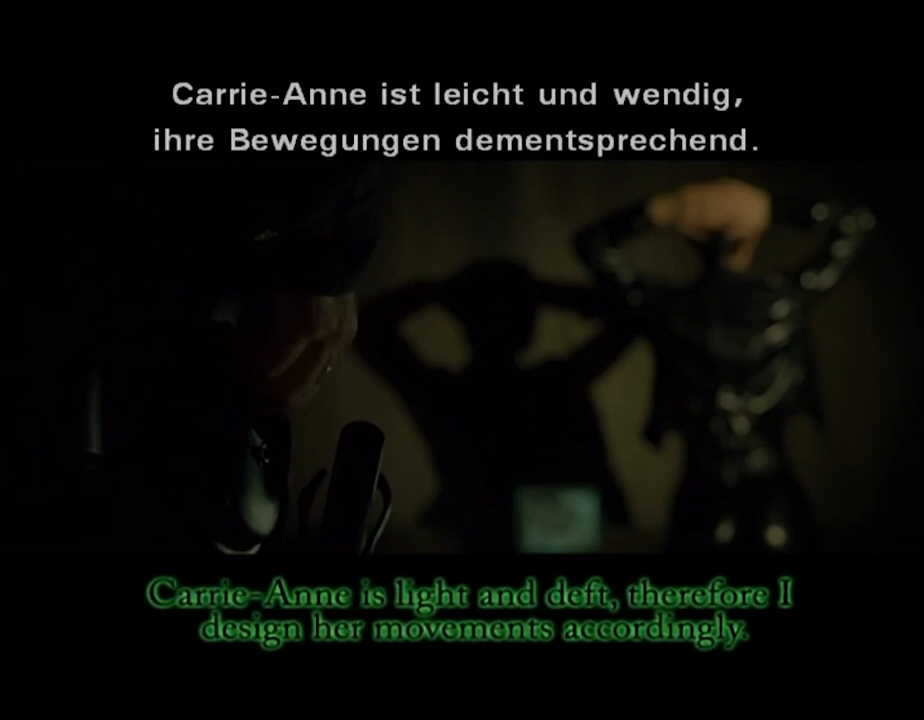 Carrie-Anne ist leicht und wendig,
ihre Bewegungen dementsprechend.
Carrie-Anne is light and deft, therefore I
design her movements accordingly.